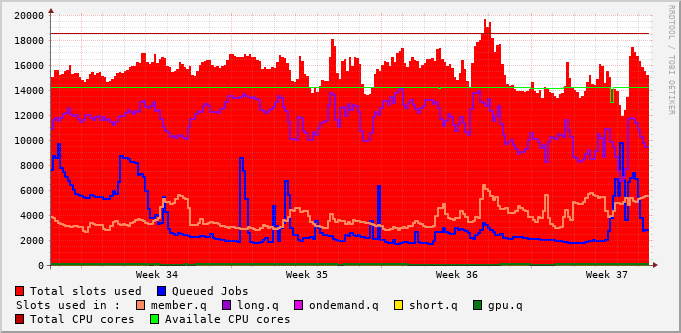 20000
18000
16000
14000
12000
10000
8000
6000
4000
2000
0
Week 34 Week 35 Week 36 Week 37
RRDTOOL / TOBI OETIKER
Total slots used Queued Jobs
Slots used in : member.q long.q ondemand.q short.q gpu.q
Total CPU cores Availale CPU cores